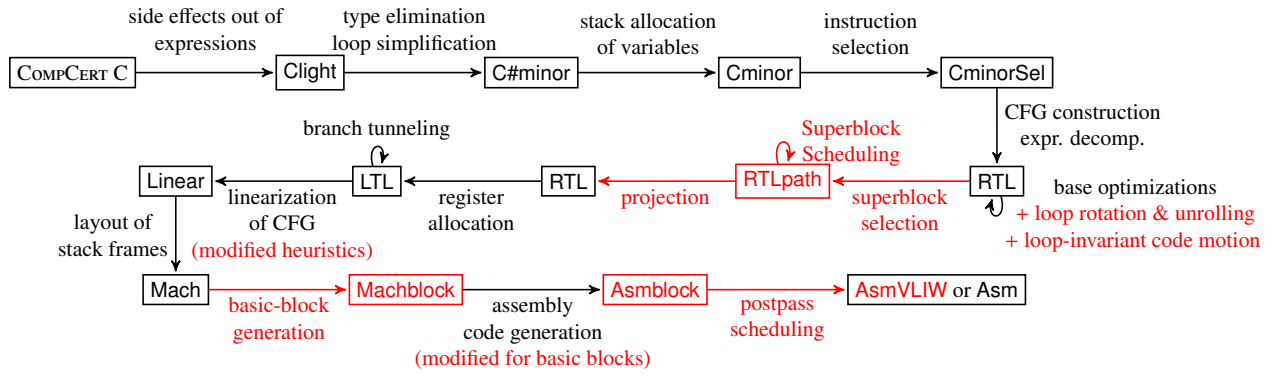 side effects out of
expressions
type elimination
loop simplification
stack allocation
of variables
instruction
selection
COMPCERT C
Clight
C#minor
Cminor
CminorSel
CFG construction
expr. decomp.
branch tunneling
Superblock
Scheduling
Linear
LTL
RTL
RTLpath
RTL
linearization
of CFG
(modified heuristics)
register
allocation
projection
superblock
selection
base optimizations
+ loop rotation & unrolling
+ loop-invariant code motion
layout of
stack frames
Mach
Machblock
Asmblock
AsmVLIW or Asm
basic-block
generation
assembly
code generation
(modified for basic blocks)
postpass
scheduling